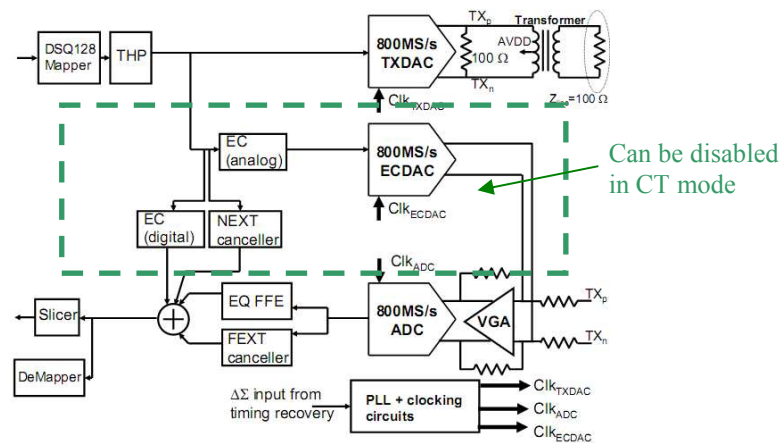 DSQ128
Mapper
THP
800MS/s
TXDAC
TXp
100 Ω
TXn
AVDD
Transformer
=100 Ω
ClkTXDAC
EC
(analog)
800MS/s
ECDAC
ClkECDAC
Can be disabled
in CT mode
EC
(digital)
NEXT
canceller
ClkADC
Slicer
DeMapper
EQ FFE
FEXT
canceller
800MS/s
ADC
VGA
TXp
TXn
ΔΣ input from
timing recovery
PLL + clocking
circuits
ClkTXDAC
ClkADC
ClkECDAC